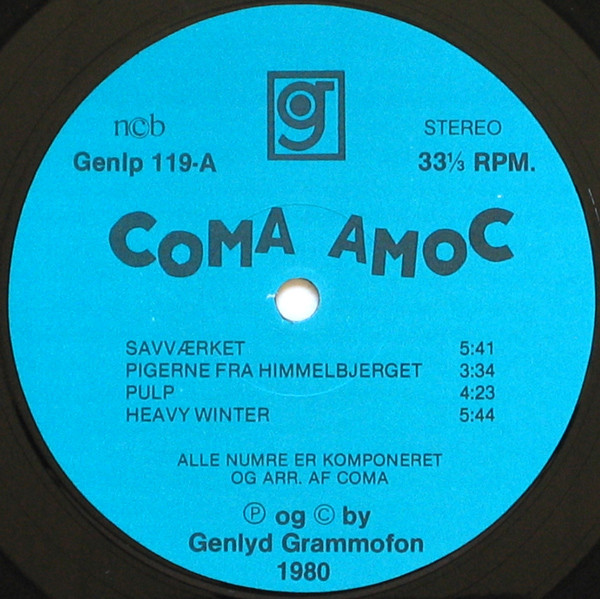 g
n©b
STEREO
Genlp 119-A
33⅓ RPM.
COMA AMOC
SAVVÆRKET 5:41
PIGERNE FRA HIMMELBJERGET 3:34
PULP 4:23
HEAVY WINTER 5:44
ALLE NUMRE ER KOMPONERET
OG ARR. AF COMA
Ⓟ og © by
Genlyd Grammofon
1980